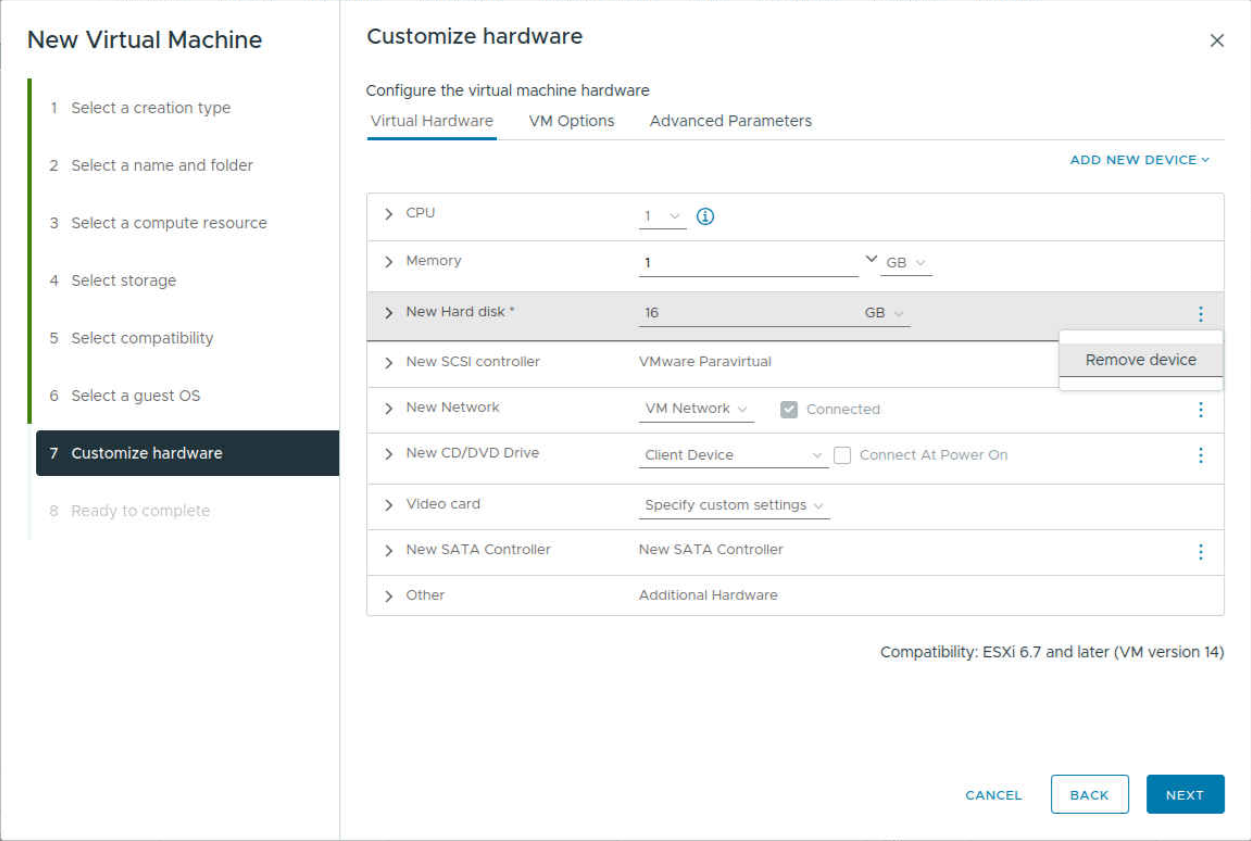 New Virtual Machine
1 Select a creation type
2 Select a name and folder
3 Select a compute resource
4 Select storage
5 Select compatibility
6 Select a guest OS
7 Customize hardware
8 Ready to complete
Customize hardware
Configure the virtual machine hardware
Virtual Hardware VM Options Advanced Parameters
ADD NEW DEVICE
CPU 1
Memory 1 GB
New Hard disk * 16 GB
Remove device
New SCSI controller VMware Paravirtual
New Network VM Network Connected
New CD/DVD Drive Client Device Connect At Power On
Video card Specify custom settings
New SATA Controller New SATA Controller
Other Additional Hardware
Compatibility: ESXi 6.7 and later (VM version 14)
CANCEL BACK NEXT